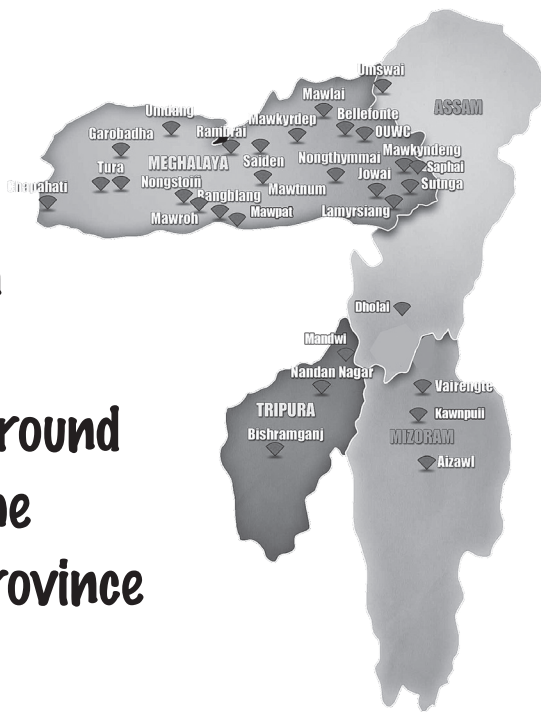 Umswai
Mawlai
ASSAM
Mawkyrdep
Bellefonte
Garobadha
Rambrai
OUWC
MEGHALAYA
Saiden
Nongthymmai
Mawkyndeng
Tura
Jowai
Saphai
Nongstoin
Mawtnum
Sutnga
Rangblang
Mawroh
Mawpat
Lamyrsiang
Dholai
Mandwi
Nandan Nagar
Vairengte
TRIPURA
Kawnpuii
Bishramganj
MIZORAM
Aizawl
round
ne
rovince